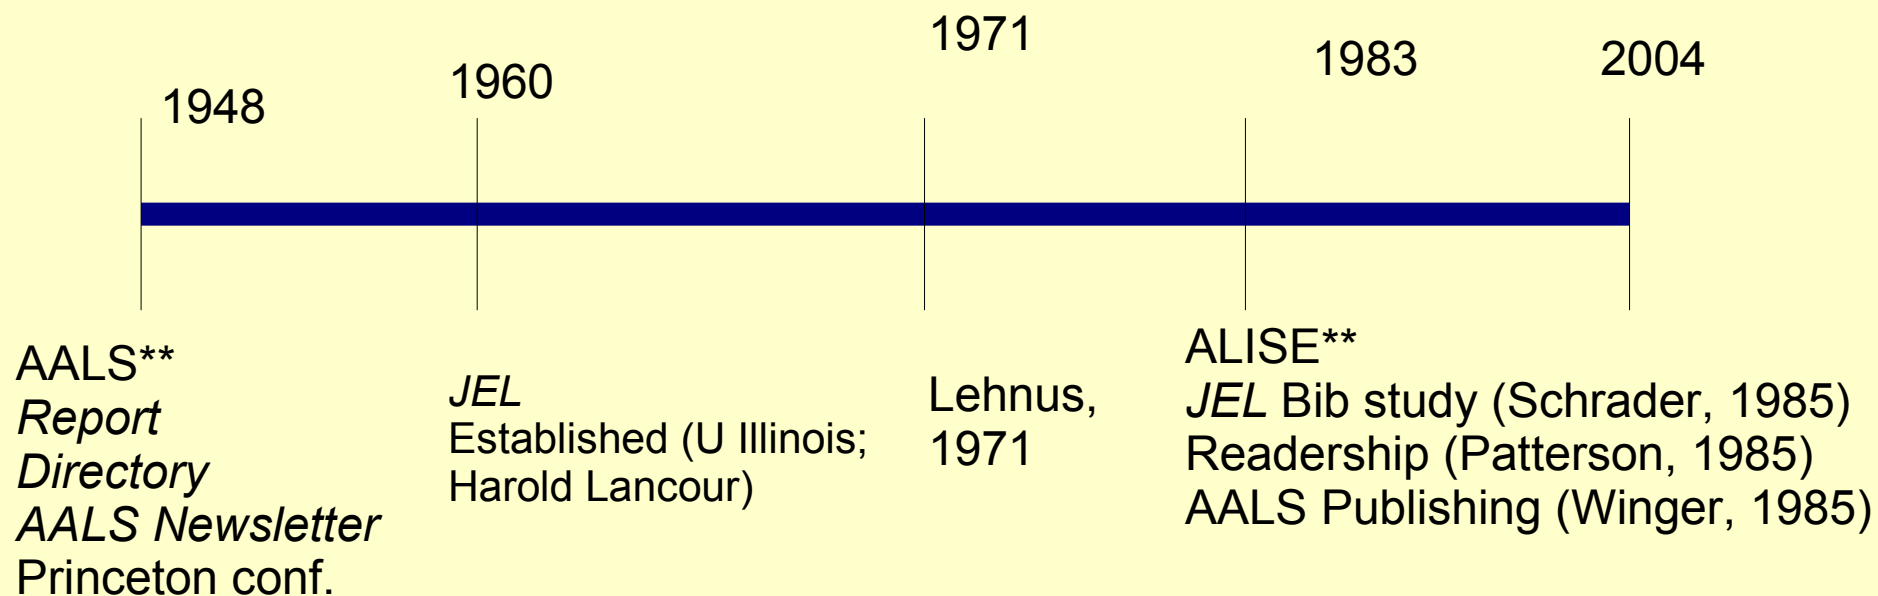 1948
1960
1971
1983
2004
AALS**
Report
Directory
AALS Newsletter
Princeton conf.
JEL
Established (U Illinois;
Harold Lancour)
Lehnus,
1971
ALISE**
JEL Bib study (Schrader, 1985)
Readership (Patterson, 1985)
AALS Publishing (Winger, 1985)